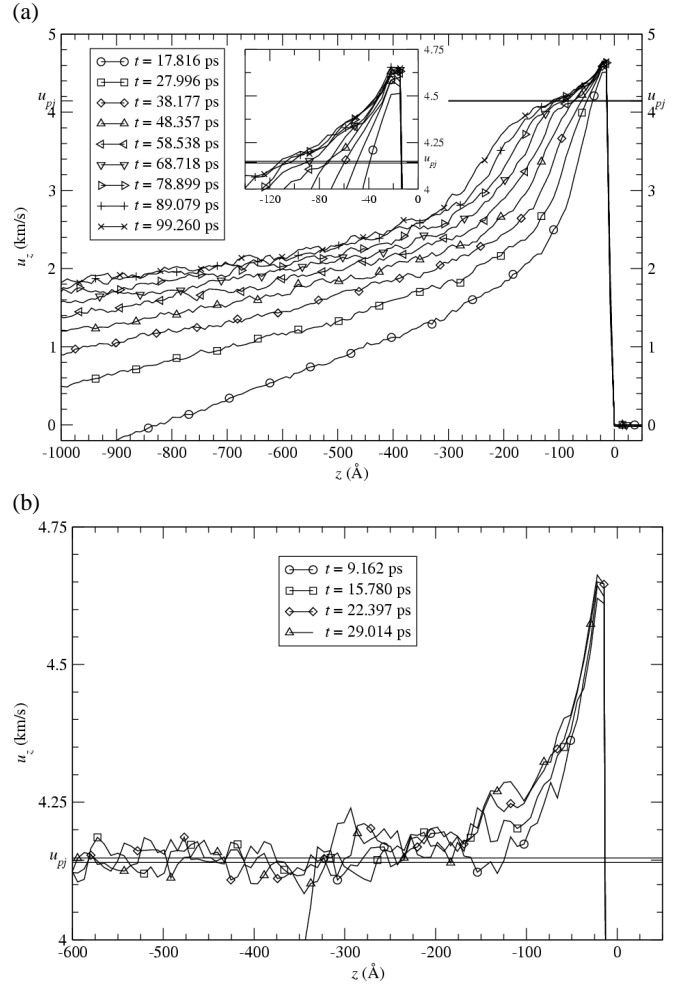 (a)
t = 17.816 ps
t = 27.996 ps
t = 38.177 ps
t = 48.357 ps
t = 58.538 ps
t = 68.718 ps
t = 78.899 ps
t = 89.079 ps
t = 99.260 ps
4.75
4.5
4.25
u_pj
4
-120 -80 -40 0
5 5
u_pj u_pj
4 4
3 3
2 2
1 1
0 0
u_z (km/s)
-1000 -900 -800 -700 -600 -500 -400 -300 -200 -100 0
z (Å)
(b)
4.75
t = 9.162 ps
t = 15.780 ps
t = 22.397 ps
t = 29.014 ps
4.5
u_z (km/s)
4.25
u_pj
4
-600 -500 -400 -300 -200 -100 0
z (Å)